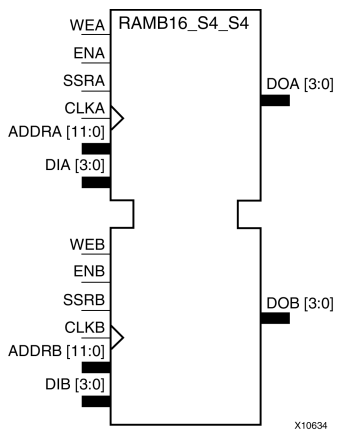 RAMB16_S4_S4
WEA
ENA
SSRA
CLKA
ADDRA [11:0]
DIA [3:0]
DOA [3:0]
WEB
ENB
SSRB
CLKB
ADDRB [11:0]
DIB [3:0]
DOB [3:0]
X10634